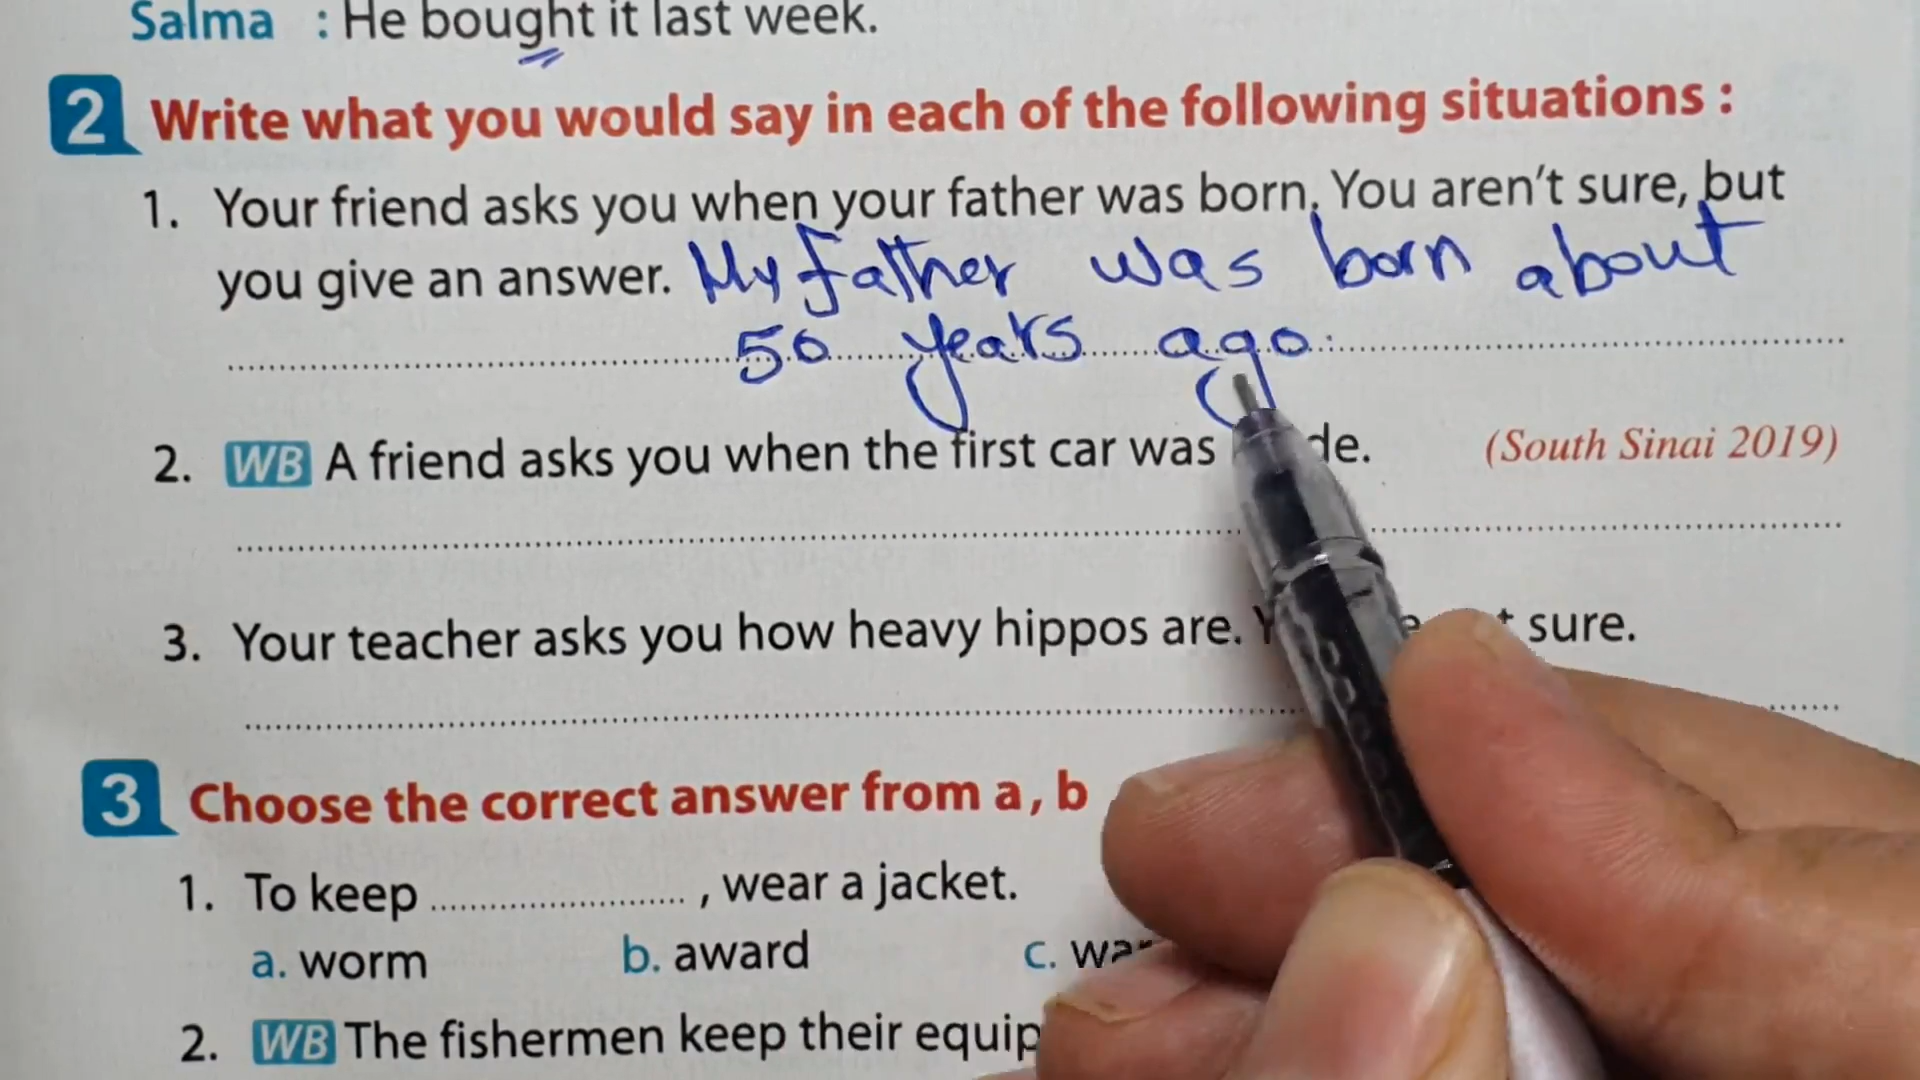 Salma : He bought it last week.
2 Write what you would say in each of the following situations :
1. Your friend asks you when your father was born. You aren't sure, but
you give an answer. My father was born about
50 years ago.
2. WB A friend asks you when the first car was (South Sinai 2019)
3. Your teacher asks you how heavy hippos are. sure.
3 Choose the correct answer from a, b
1. To keep ........................ , wear a jacket.
a. worm b. award c.
2. WB The fishermen keep their